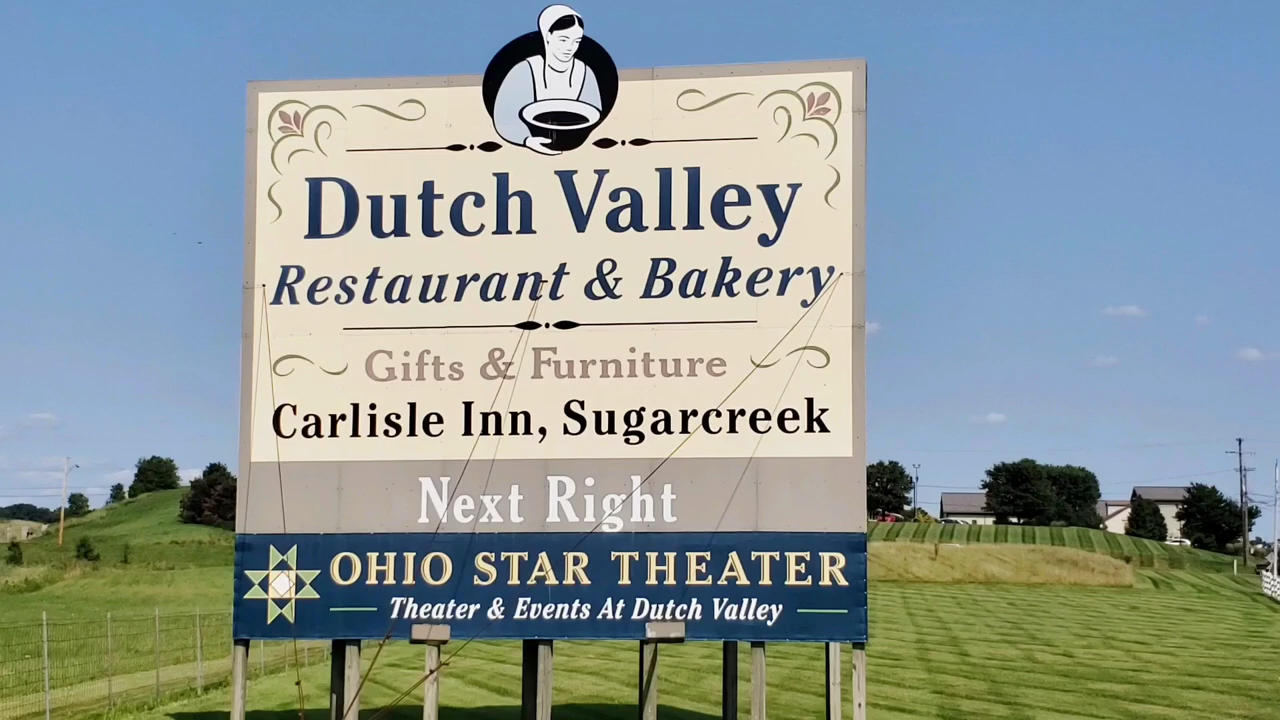 Dutch Valley
Restaurant & Bakery
Gifts & Furniture
Carlisle Inn, Sugarcreek
Next Right
OHIO STAR THEATER
Theater & Events At Dutch Valley